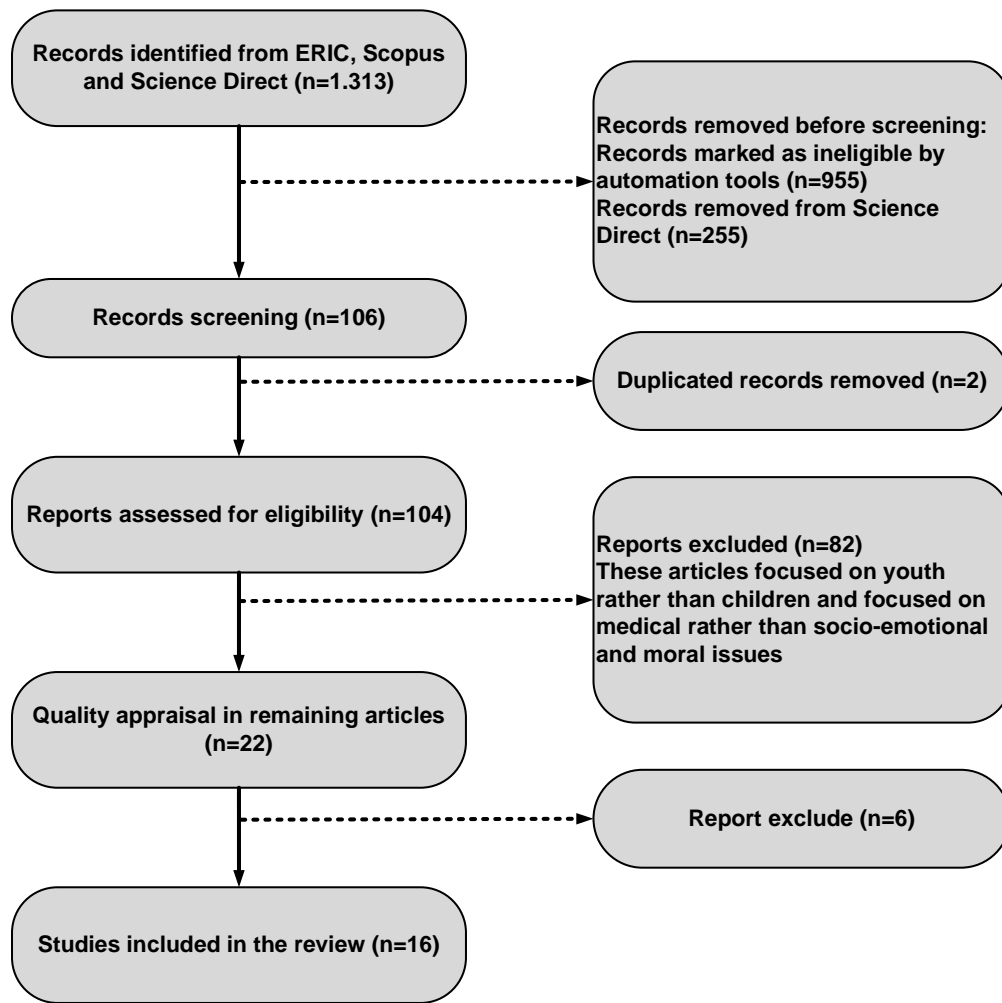 Records identified from ERIC, Scopus
and Science Direct (n=1.313)
Records removed before screening:
Records marked as ineligible by
automation tools (n=955)
Records removed from Science
Direct (n=255)
Records screening (n=106)
Duplicated records removed (n=2)
Reports assessed for eligibility (n=104)
Reports excluded (n=82)
These articles focused on youth
rather than children and focused on
medical rather than socio-emotional
and moral issues
Quality appraisal in remaining articles
(n=22)
Report exclude (n=6)
Studies included in the review (n=16)